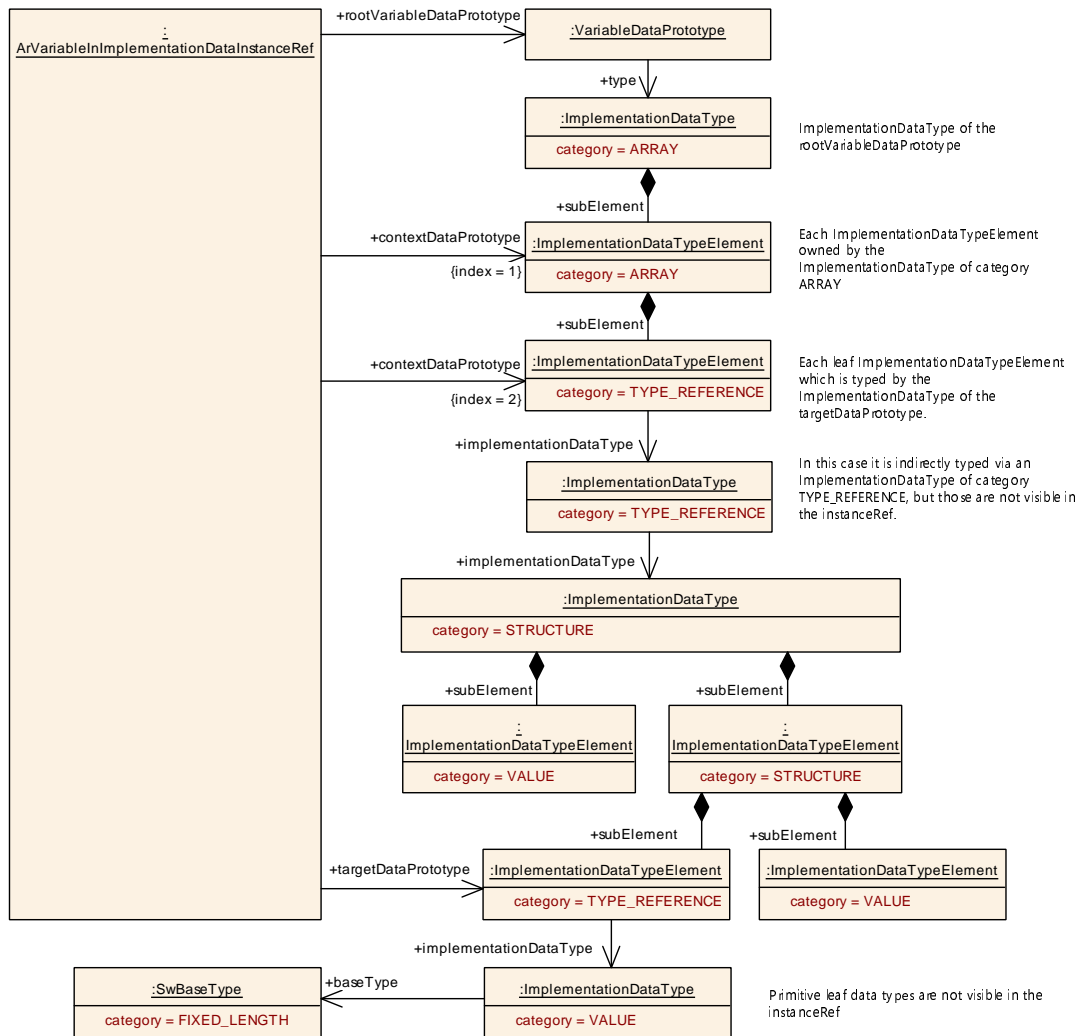 :
ArVariableInImplementationDataInstanceRef
+rootVariableDataPrototype
:VariableDataPrototype
+type
:ImplementationDataType
category = ARRAY
ImplementationDataType of the
rootVariableDataPrototype
+subElement
+contextDataPrototype
{index = 1}
:ImplementationDataTypeElement
category = ARRAY
Each ImplementationDataTypeElement
owned by the
ImplementationDataType of category
ARRAY
+subElement
+contextDataPrototype
{index = 2}
:ImplementationDataTypeElement
category = TYPE_REFERENCE
Each leaf ImplementationDataTypeElement
which is typed by the
ImplementationDataType of the
targetDataPrototype.
+implementationDataType
:ImplementationDataType
category = TYPE_REFERENCE
In this case it is indirectly typed via an
ImplementationDataType of category
TYPE_REFERENCE, but those are not visible in
the instanceRef.
+implementationDataType
:ImplementationDataType
category = STRUCTURE
+subElement
+subElement
:
ImplementationDataTypeElement
category = VALUE
:
ImplementationDataTypeElement
category = STRUCTURE
+subElement
+subElement
+targetDataPrototype
:ImplementationDataTypeElement
category = TYPE_REFERENCE
:ImplementationDataTypeElement
category = VALUE
+implementationDataType
:SwBaseType
category = FIXED_LENGTH
+baseType
:ImplementationDataType
category = VALUE
Primitive leaf data types are not visible in the
instanceRef